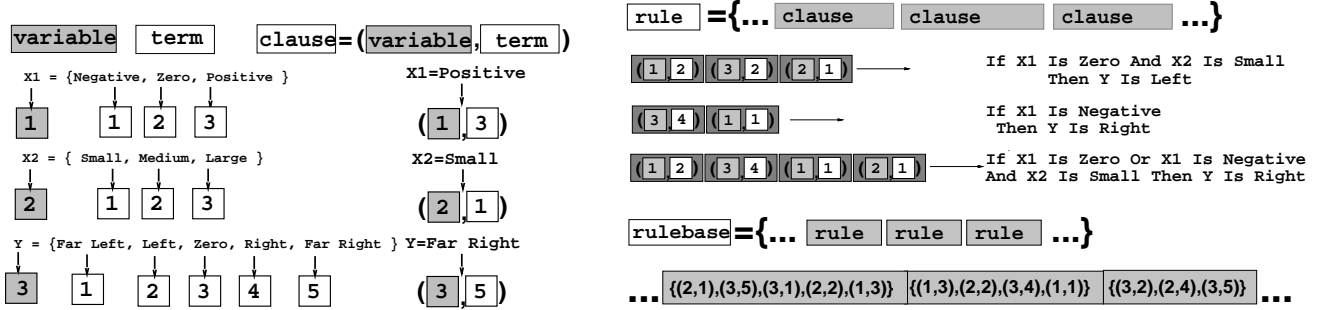 variable term clause=(variable,term)
X1 = {Negative, Zero, Positive }
1 1 2 3
X1=Positive
(1,3)
X2 = { Small, Medium, Large }
2 1 2 3
X2=Small
(2,1)
Y = {Far Left, Left, Zero, Right, Far Right }
3 1 2 3 4 5
Y=Far Right
(3,5)
rule ={... clause clause clause ...}
(1,2) (3,2) (2,1)
If X1 Is Zero And X2 Is Small
Then Y Is Left
(3,4) (1,1)
If X1 Is Negative
Then Y Is Right
(1,2) (3,4) (1,1) (2,1)
If X1 Is Zero Or X1 Is Negative
And X2 Is Small Then Y Is Right
rulebase={... rule rule rule ...}
... {(2,1),(3,5),(3,1),(2,2),(1,3)} {(1,3),(2,2),(3,4),(1,1)} {(3,2),(2,4),(3,5)} ...